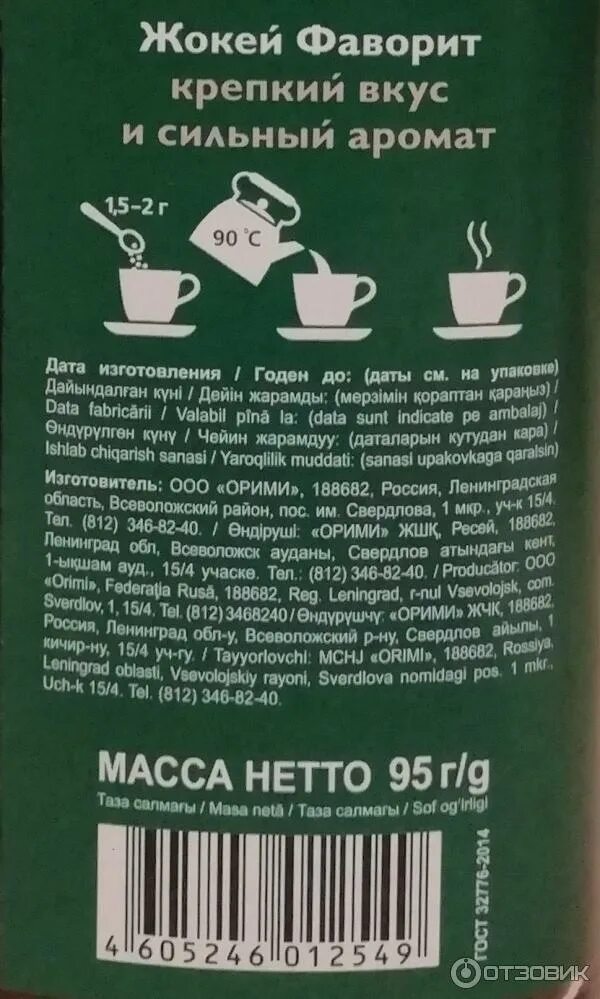 Жокей Фаворит
крепкий вкус
и сильный аромат
1,5–2 г
90 °C
Дата изготовления / Годен до: (даты см. на упаковке)
Дайындалған күні / Дейін жарамды: (мерзімін қораптан қараңыз) /
Data fabricării / Valabil pînă la: (data sunt indicate pe ambalaj) /
Өндүрүлгөн күнү / Чейин жарамдуу: (даталарын кутудан кара) /
Ishlab chiqarish sanasi / Yaroqlilik muddati: (sanasi upakovkaga qaralsin)
Изготовитель: ООО «ОРИМИ», 188682, Россия, Ленинградская
область, Всеволожский район, пос. им. Свердлова, 1 мкр., уч-к 15/4.
Тел. (812) 346-82-40. / Өндіруші: «ОРИМИ» ЖШҚ, Ресей, 188682,
Ленинград обл, Всеволожск ауданы, Свердлов атындағы кент,
1-ықшам ауд., 15/4 учаске. Тел.: (812) 346-82-40. / Producător: ООО
«Orimi», Federaţia Rusă, 188682, Reg. Leningrad, r-nul Vsevolojsk, com.
Sverdlov, 1, 15/4. Tel. (812) 3468240 / Өндүрүшчү: «ОРИМИ» ЖЧК, 188682,
Россия, Ленинград обл-у, Всеволожский р-ну, Свердлов айылы, 1
кичир-ну, 15/4 уч-гу. / Tayyorlovchi: MCHJ «ORIMI», 188682, Rossiya,
Leningrad oblasti, Vsevolojskiy rayoni, Sverdlova nomidagi pos. 1 mkr.,
Uch-k 15/4. Tel. (812) 346-82-40.
МАССА НЕТТО 95 г/g
Таза салмағы / Masa netă / Таза салмагы / Sof og'irligi
4 605246 012549
ГОСТ 32776-2014
ОТЗОВИК